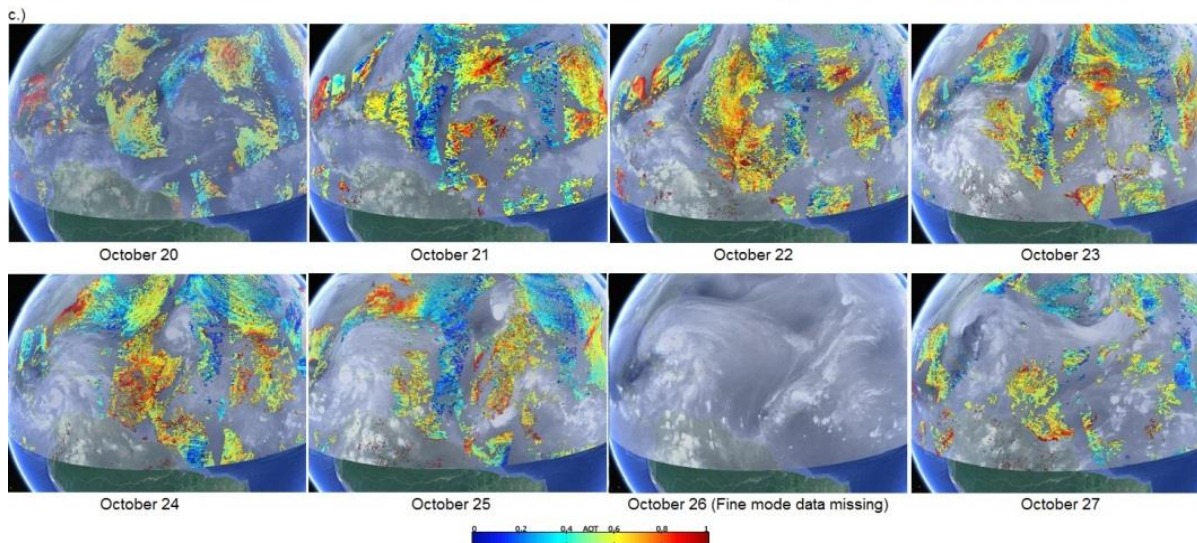 c.)
October 20 October 21 October 22 October 23
October 24 October 25 October 26 (Fine mode data missing) October 27
0 0.2 0.4 AOT 0.6 0.8 1